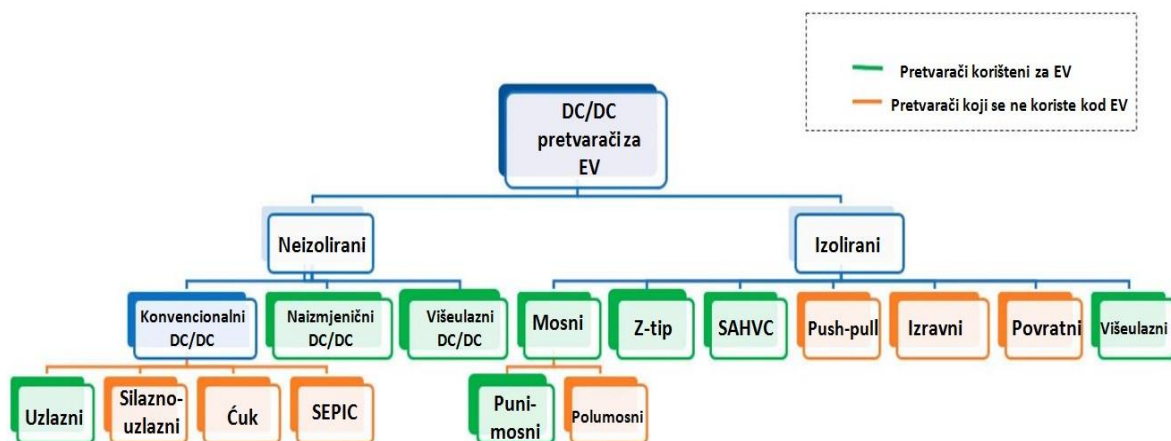 Pretvarači korišteni za EV
Pretvarači koji se ne koriste kod EV
DC/DC
pretvarači za
EV
Neizolirani
Izolirani
Konvencionalni
DC/DC
Naizmjenični
DC/DC
Višeulazni
DC/DC
Mosni
Z-tip
SAHVC
Push-pull
Izravni
Povratni
Višeulazni
Uzlazni
Silazno-
uzlazni
Ćuk
SEPIC
Puni-
mosni
Polumosni